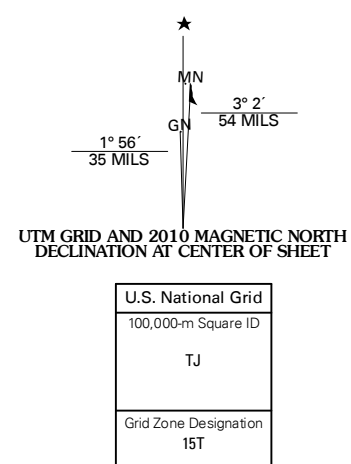 ★
MN
3° 2´
54 MILS
GN
1° 56´
35 MILS
UTM GRID AND 2010 MAGNETIC NORTH
DECLINATION AT CENTER OF SHEET
U.S. National Grid
100,000-m Square ID
TJ
Grid Zone Designation
15T